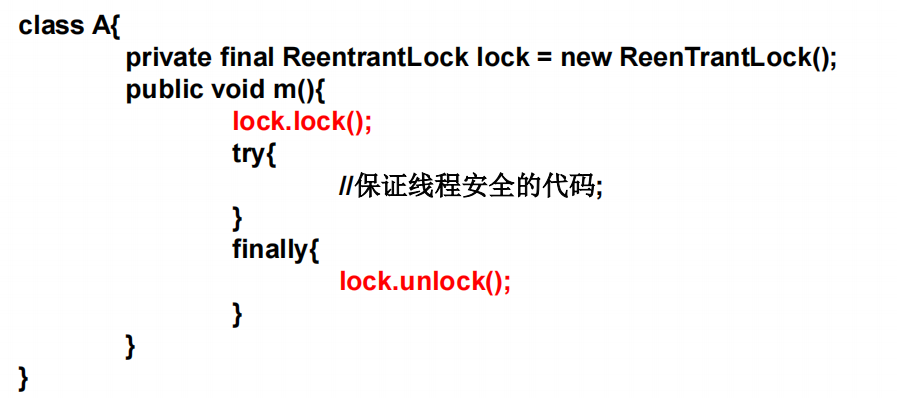 class A{
private final ReentrantLock lock = new ReenTrantLock();
public void m(){
lock.lock();
try{
//保证线程安全的代码;
}
finally{
lock.unlock();
}
}
}